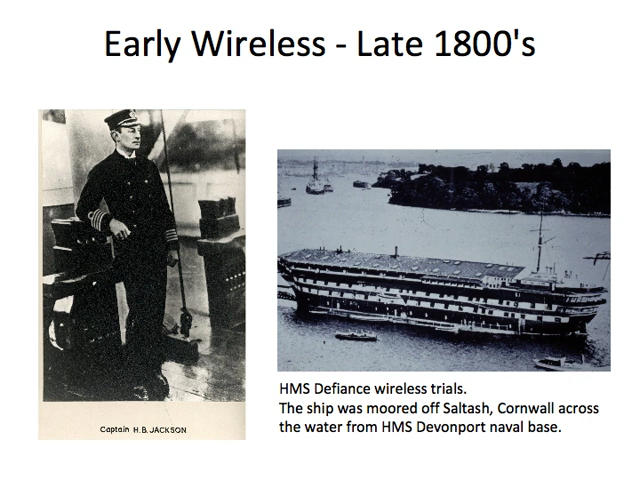 Early Wireless - Late 1800's
Captain H.B. JACKSON
HMS Defiance wireless trials.
The ship was moored off Saltash, Cornwall across
the water from HMS Devonport naval base.